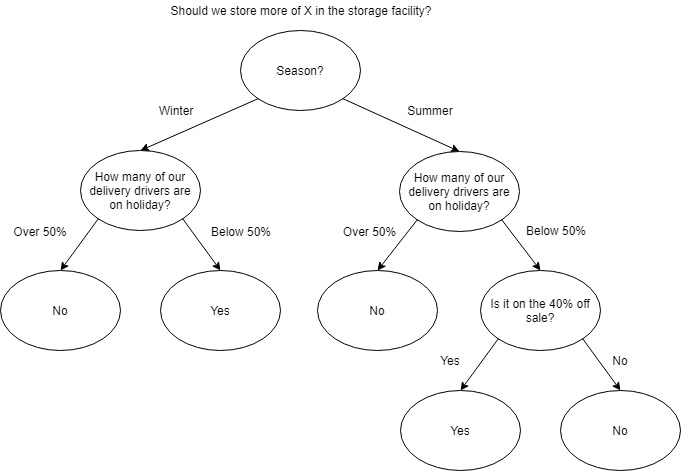 Should we store more of X in the storage facility?
Season?
Winter
Summer
How many of our
delivery drivers are
on holiday?
How many of our
delivery drivers are
on holiday?
Over 50%
Below 50%
Over 50%
Below 50%
No
Yes
No
Is it on the 40% off
sale?
Yes
No
Yes
No